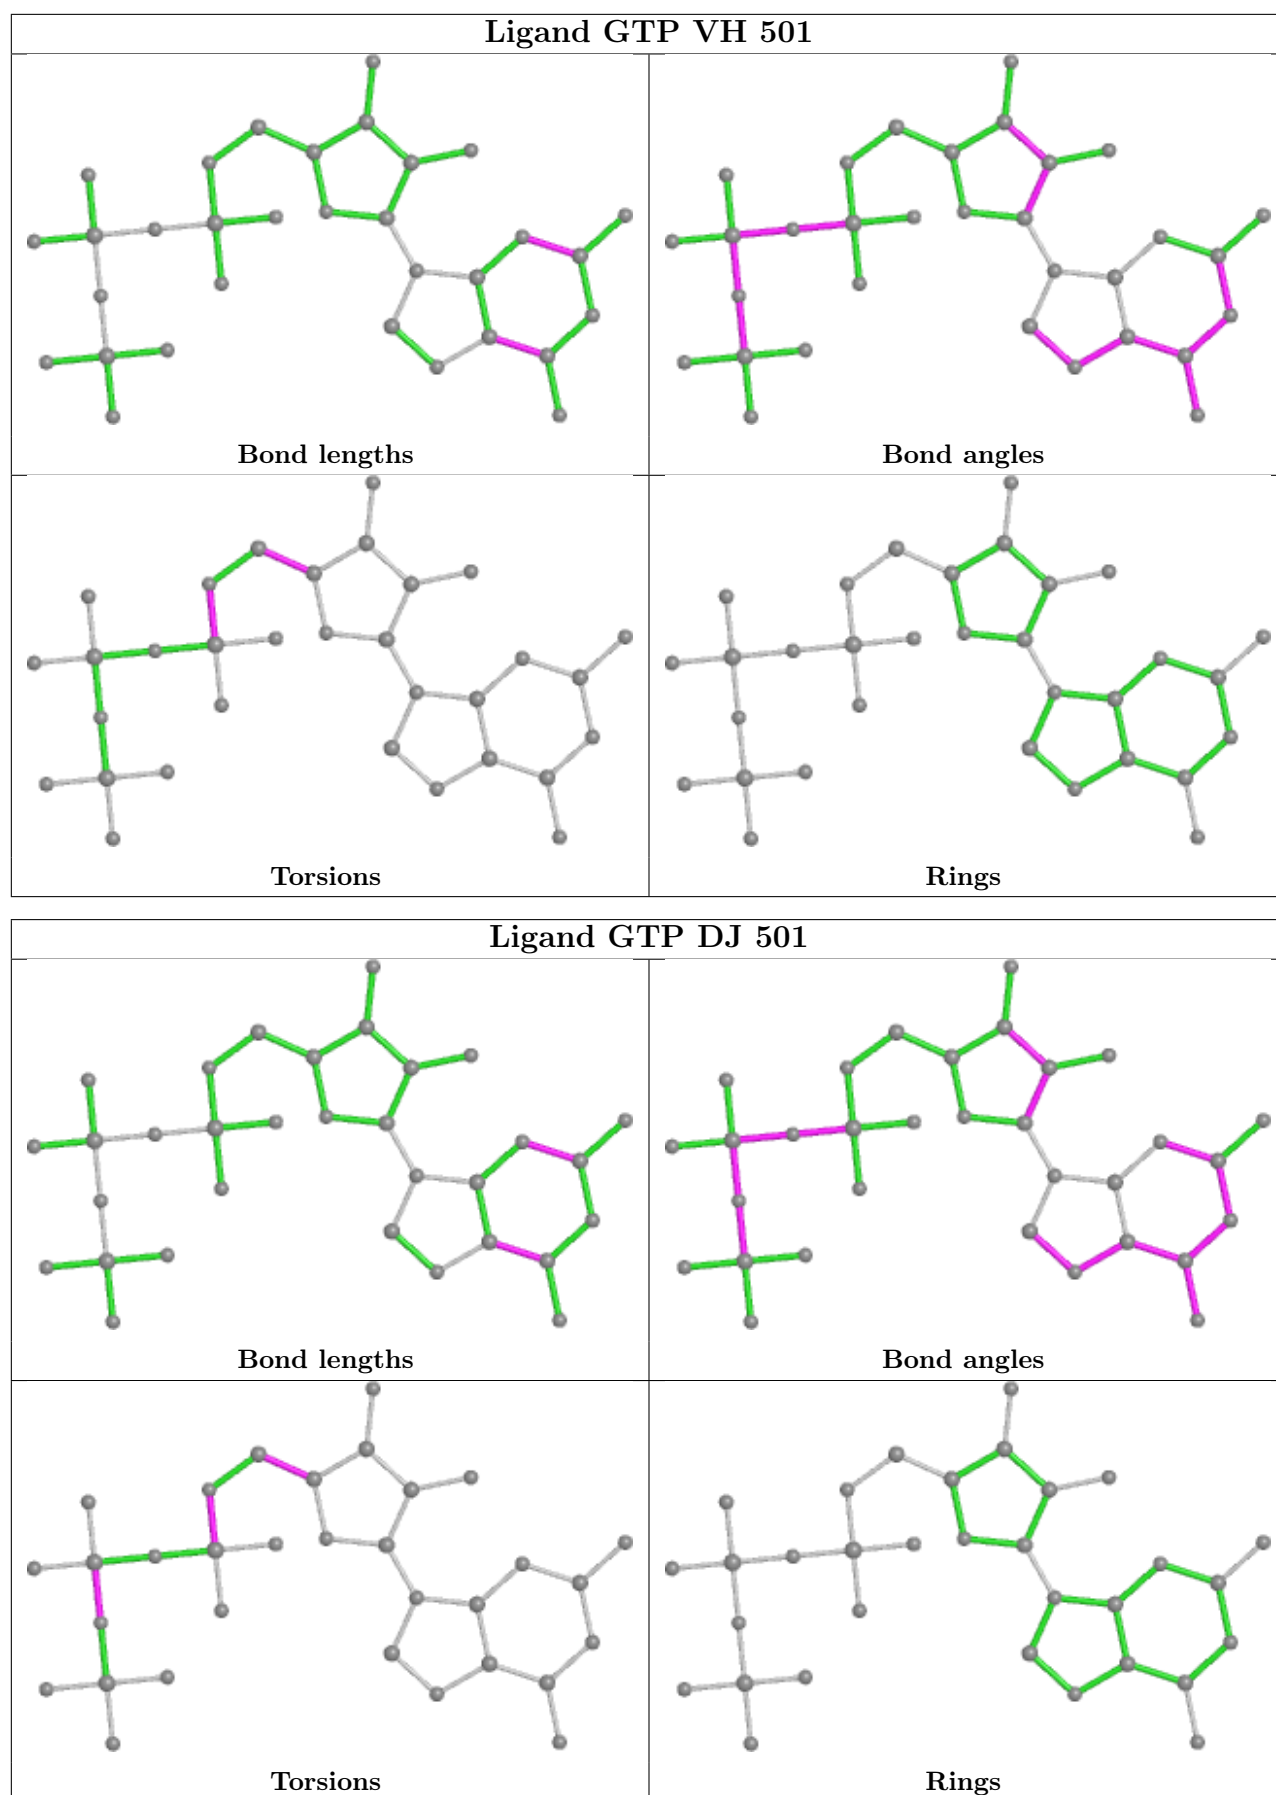 Ligand GTP VH 501
Bond lengths
Bond angles
Torsions
Rings
Ligand GTP DJ 501
Bond lengths
Bond angles
Torsions
Rings